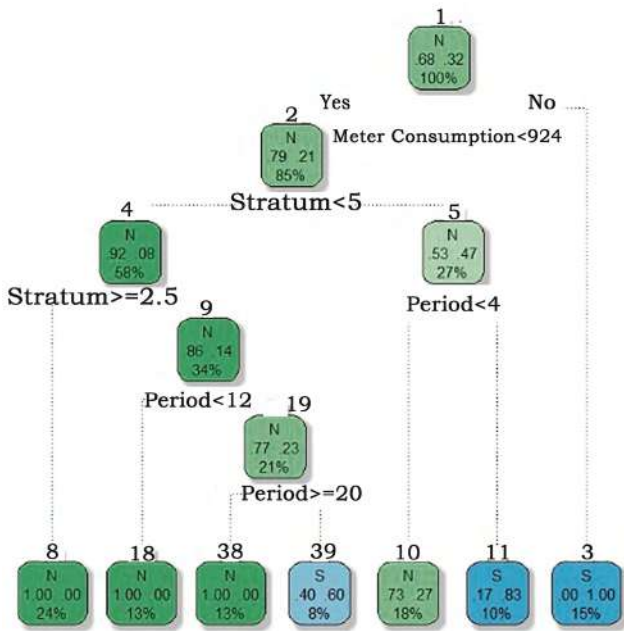 1
N
.68 .32
100%
Yes
No
2
N
.79 .21
85%
Meter Consumption<924
Stratum<5
4
N
.92 .08
58%
5
N
.53 .47
27%
Stratum>=2.5
Period<4
9
N
86 .14
34%
Period<12
19
N
.77 .23
21%
Period>=20
8
N
1.00 .00
24%
18
N
1.00 .00
13%
38
N
1.00 .00
13%
39
S
.40 .60
8%
10
N
73 .27
18%
11
S
.17 .83
10%
3
S
.00 1.00
15%